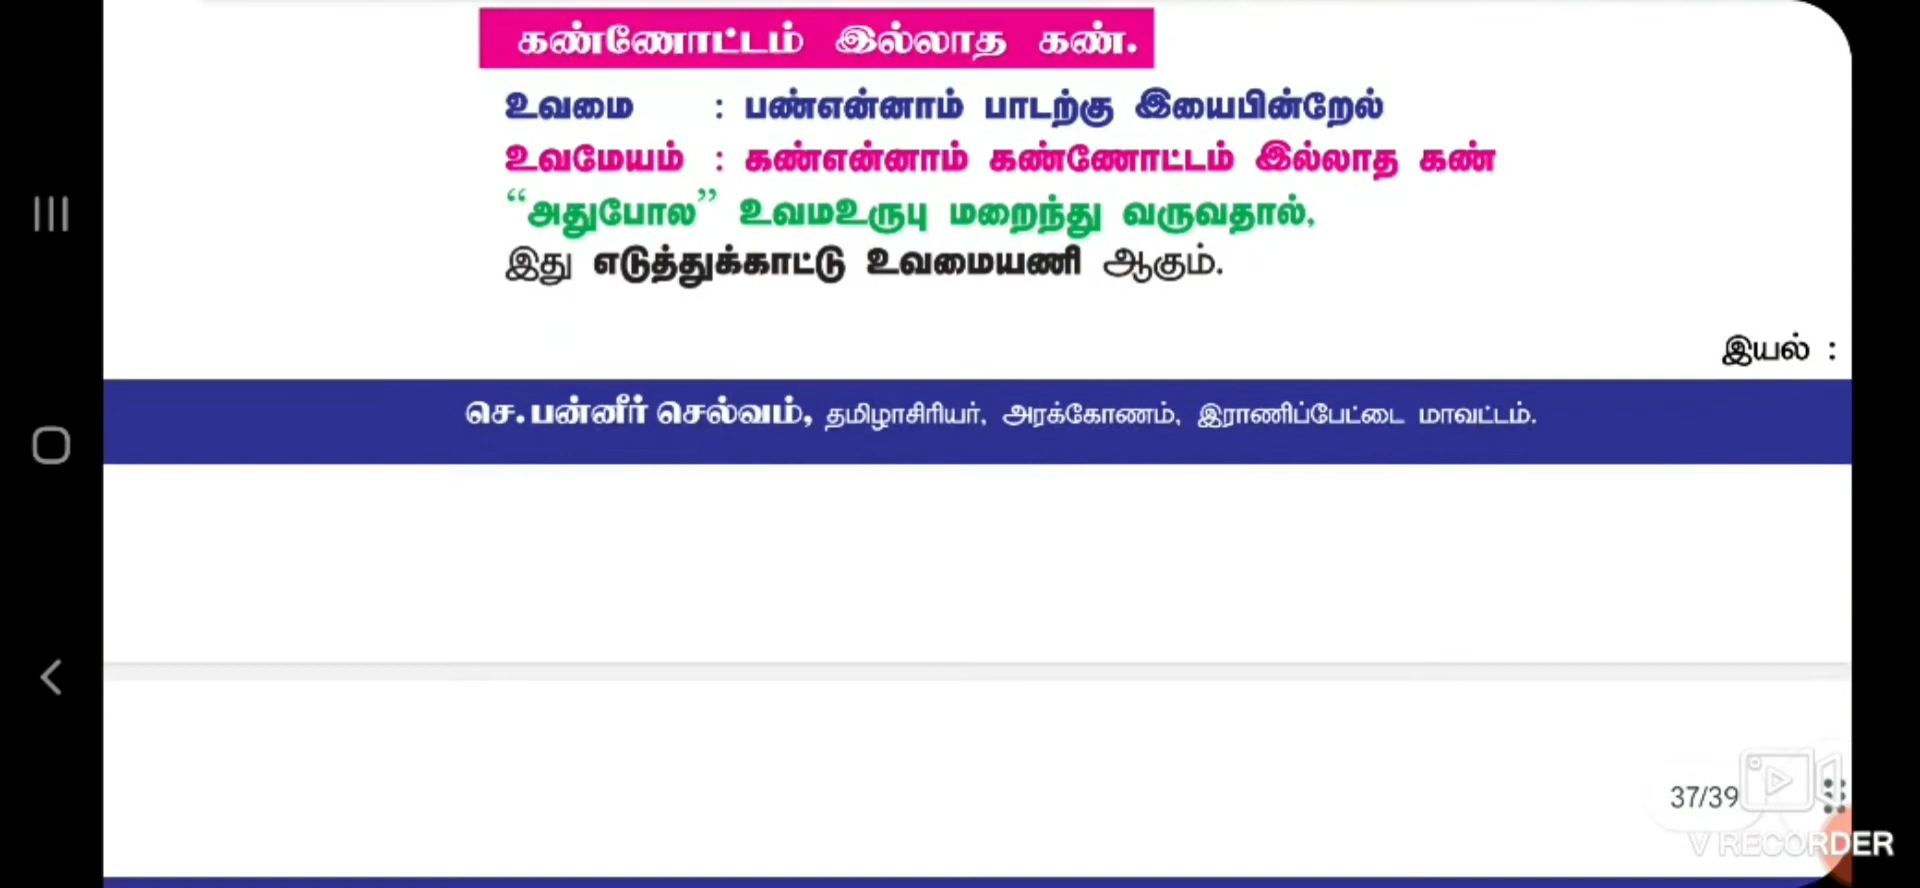 கண்ணோட்டம் இல்லாத கண்.
உவமை : பண்என்னாம் பாடற்கு இயைபின்றேல்
உவமேயம் : கண்என்னாம் கண்ணோட்டம் இல்லாத கண்
“அதுபோல” உவமஉருபு மறைந்து வருவதால்,
இது எடுத்துக்காட்டு உவமையணி ஆகும்.
இயல் :
செ.பன்னீர் செல்வம், தமிழாசிரியர், அரக்கோணம், இராணிப்பேட்டை மாவட்டம்.
37/39
V RECORDER